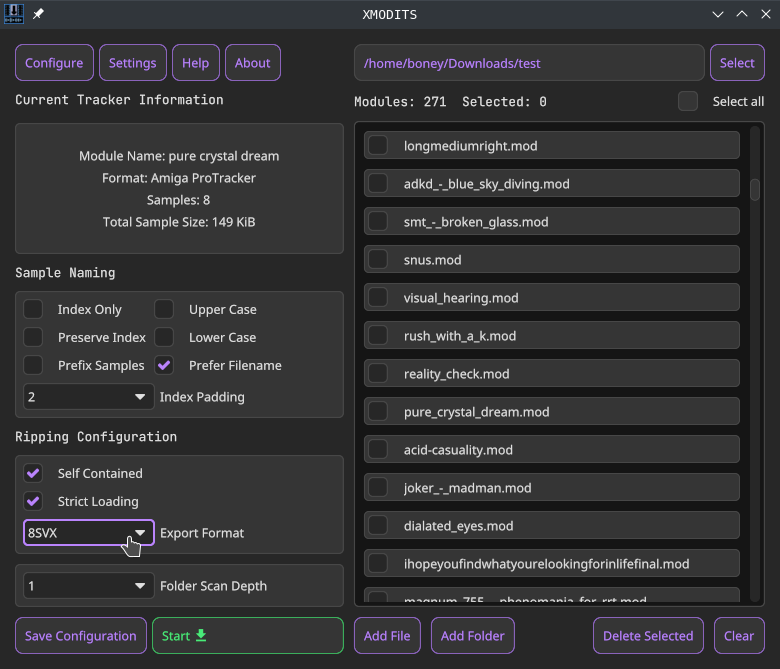 XMODITS
Configure Settings Help About
/home/boney/Downloads/test Select
Current Tracker Information
Modules: 271 Selected: 0 Select all
Module Name: pure crystal dream
Format: Amiga ProTracker
Samples: 8
Total Sample Size: 149 KiB
Sample Naming
Index Only Upper Case
Preserve Index Lower Case
Prefix Samples Prefer Filename
2 Index Padding
Ripping Configuration
Self Contained
Strict Loading
8SVX Export Format
1 Folder Scan Depth
Save Configuration Start
longmediumright.mod
adkd_-_blue_sky_diving.mod
smt_-_broken_glass.mod
snus.mod
visual_hearing.mod
rush_with_a_k.mod
reality_check.mod
pure_crystal_dream.mod
acid-casuality.mod
joker_-_madman.mod
dialated_eyes.mod
ihopeyoufindwhatyourelookingforinlifefinal.mod
magnum_755_-_phenomania_for_rrt.mod
Add File Add Folder Delete Selected Clear